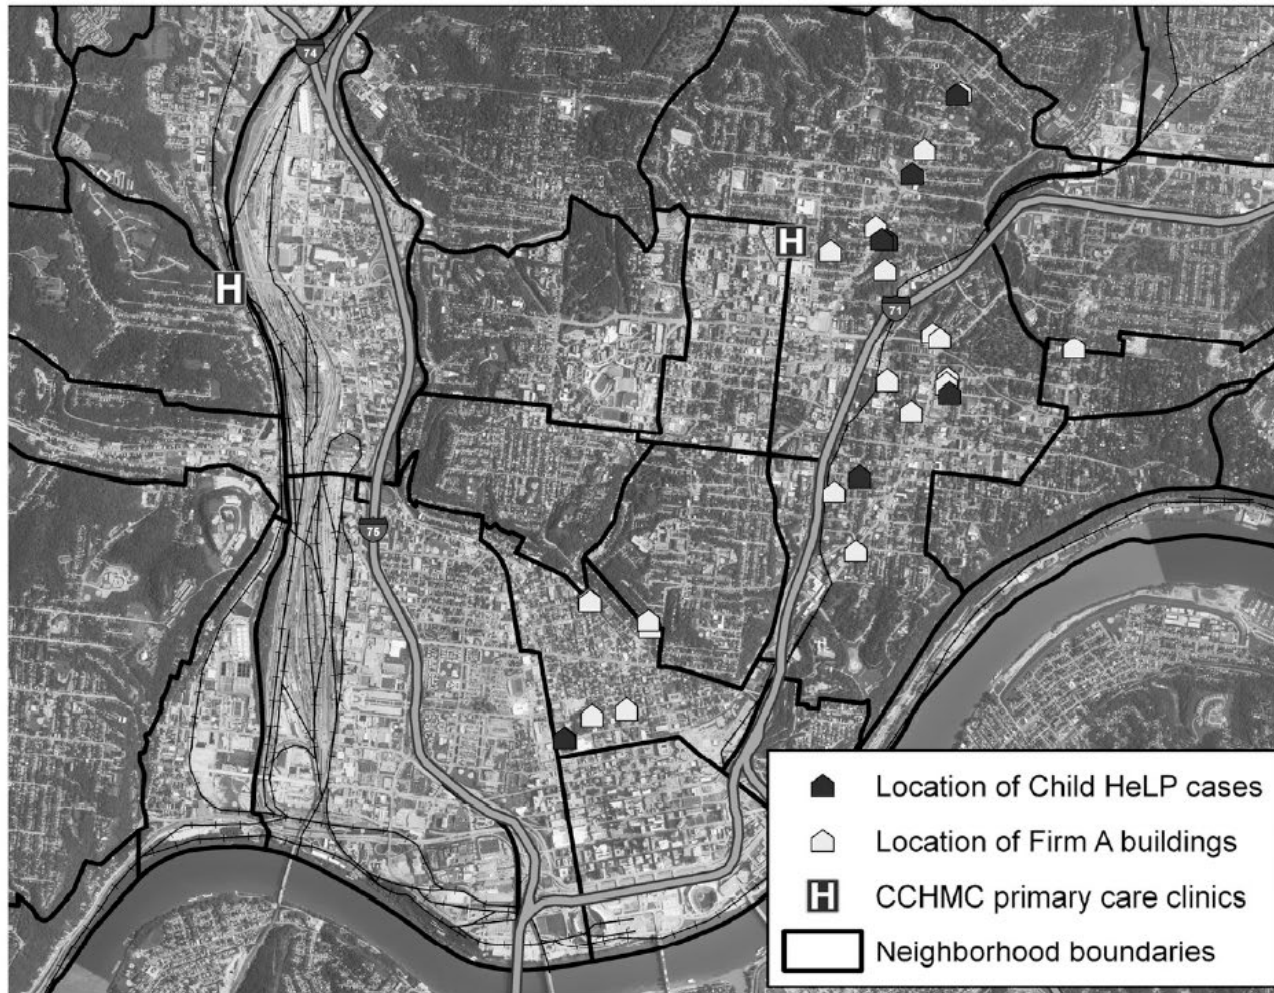 74
H
H
71
75
Location of Child HeLP cases
Location of Firm A buildings
H CCHMC primary care clinics
Neighborhood boundaries